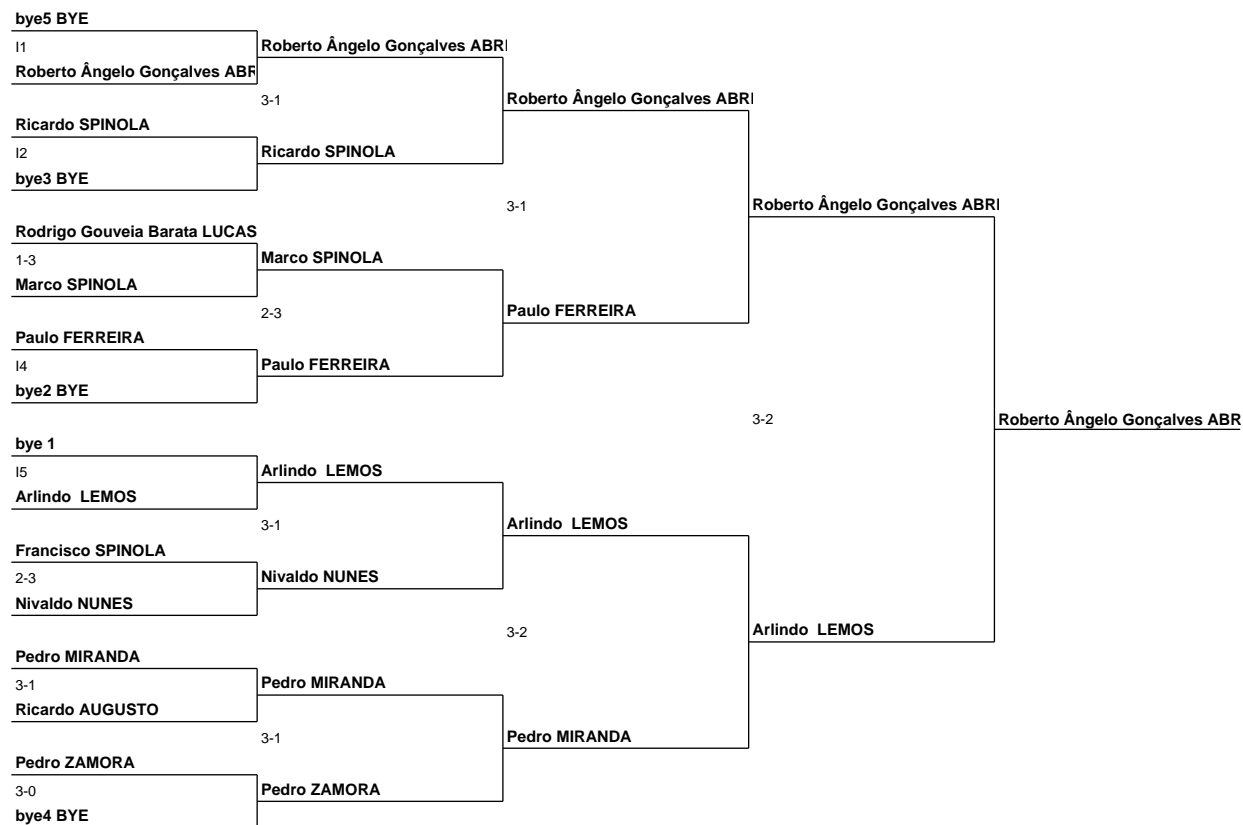 bye5 BYE
I1
Roberto Ângelo Gonçalves ABR
Ricardo SPINOLA
I2
bye3 BYE
Rodrigo Gouveia Barata LUCAS
1-3
Marco SPINOLA
Paulo FERREIRA
I4
bye2 BYE
bye 1
I5
Arlindo LEMOS
Francisco SPINOLA
2-3
Nivaldo NUNES
Pedro MIRANDA
3-1
Ricardo AUGUSTO
Pedro ZAMORA
3-0
bye4 BYE
Roberto Ângelo Gonçalves ABRI
3-1
Ricardo SPINOLA
Marco SPINOLA
2-3
Paulo FERREIRA
Arlindo LEMOS
3-1
Nivaldo NUNES
Pedro MIRANDA
3-1
Pedro ZAMORA
Roberto Ângelo Gonçalves ABRI
3-1
Paulo FERREIRA
Arlindo LEMOS
3-2
Pedro MIRANDA
Roberto Ângelo Gonçalves ABRI
3-2
Arlindo LEMOS
Roberto Ângelo Gonçalves ABR